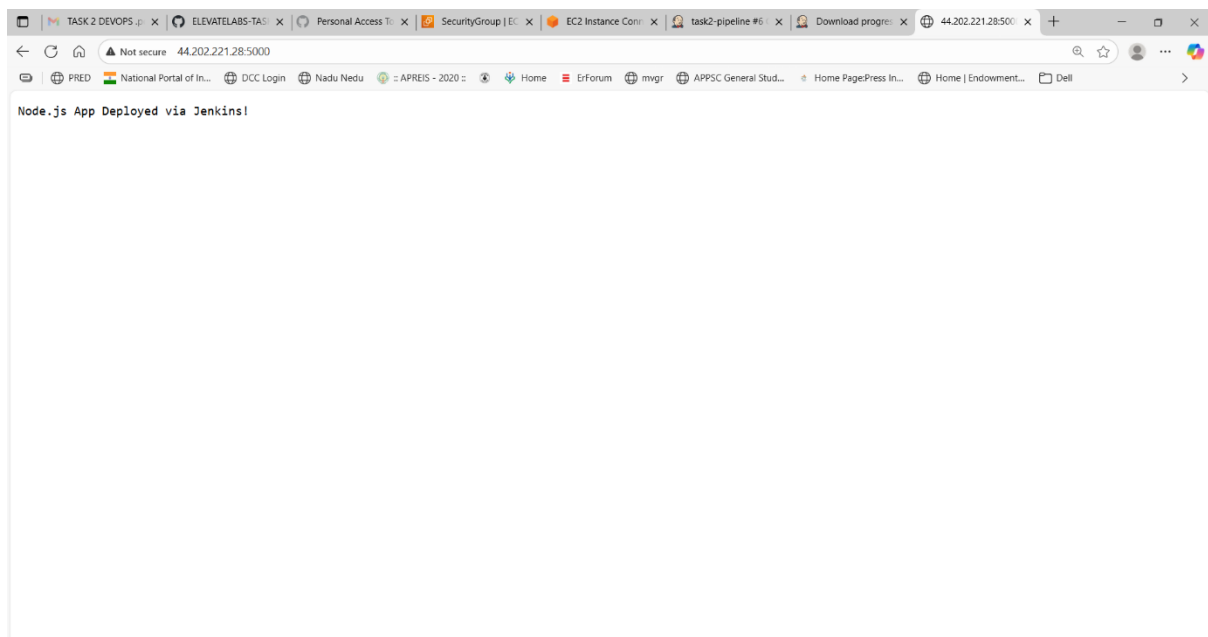 TASK 2 DEVOPS .p
ELEVATELABS-TAS
Personal Access To
SecurityGroup | EC
EC2 Instance Conn
task2-pipeline #6
Download progres
44.202.221.28:500
Not secure 44.202.221.28:5000
PRED National Portal of In... DCC Login Nadu Nedu :: APREIS - 2020 :: Home ErForum mvgr APPSC General Stud... Home Page:Press In... Home | Endowment... Dell
Node.js App Deployed via Jenkins!